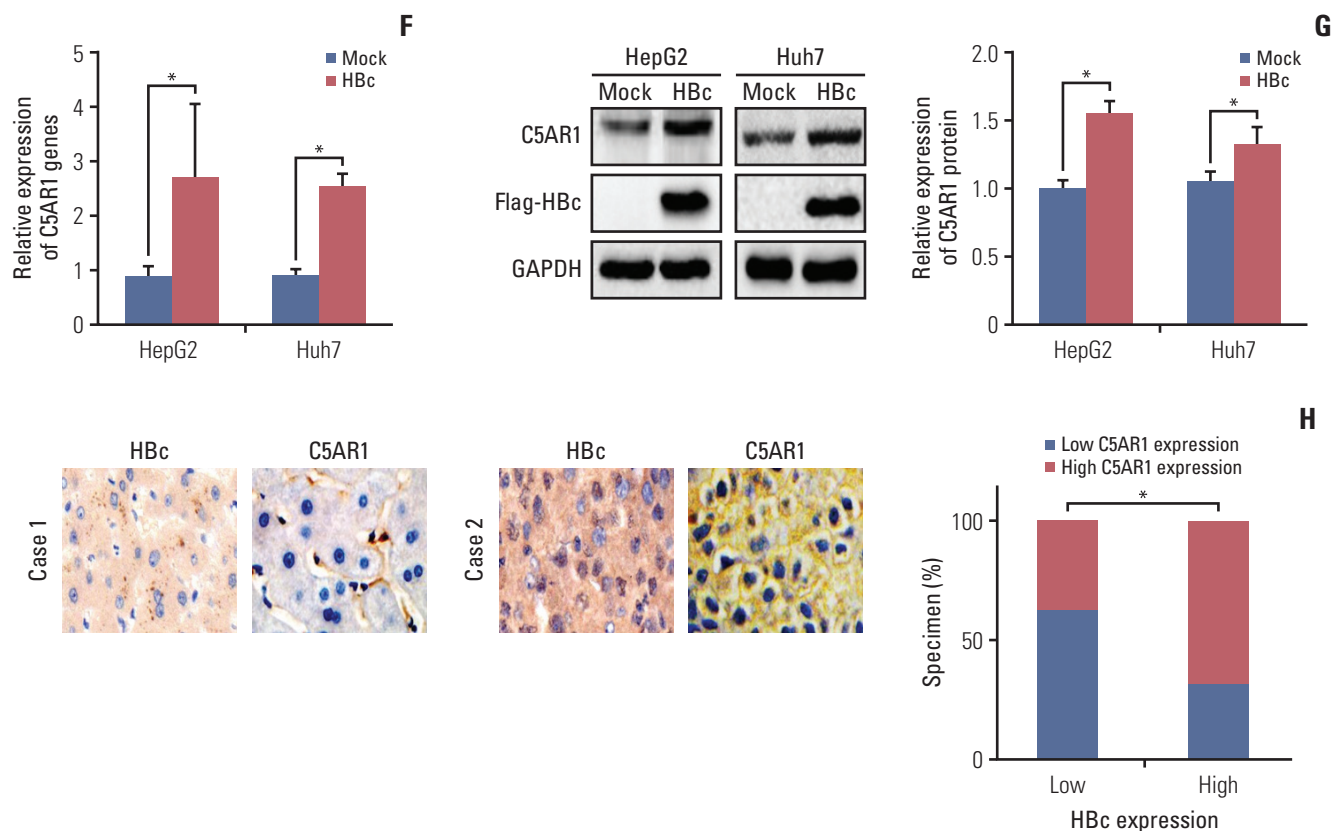 F
Relative expression
of C5AR1 genes
5
4
3
2
1
0
Mock
HBc
*
*
HepG2
Huh7
HepG2
Huh7
Mock
HBc
Mock
HBc
C5AR1
Flag-HBc
GAPDH
G
Relative expression
of C5AR1 protein
2.0
1.5
1.0
0.5
0
Mock
HBc
*
*
HepG2
Huh7
HBc
C5AR1
Case 1
HBc
C5AR1
Case 2
H
Low C5AR1 expression
High C5AR1 expression
*
Specimen (%)
100
50
0
Low
High
HBc expression